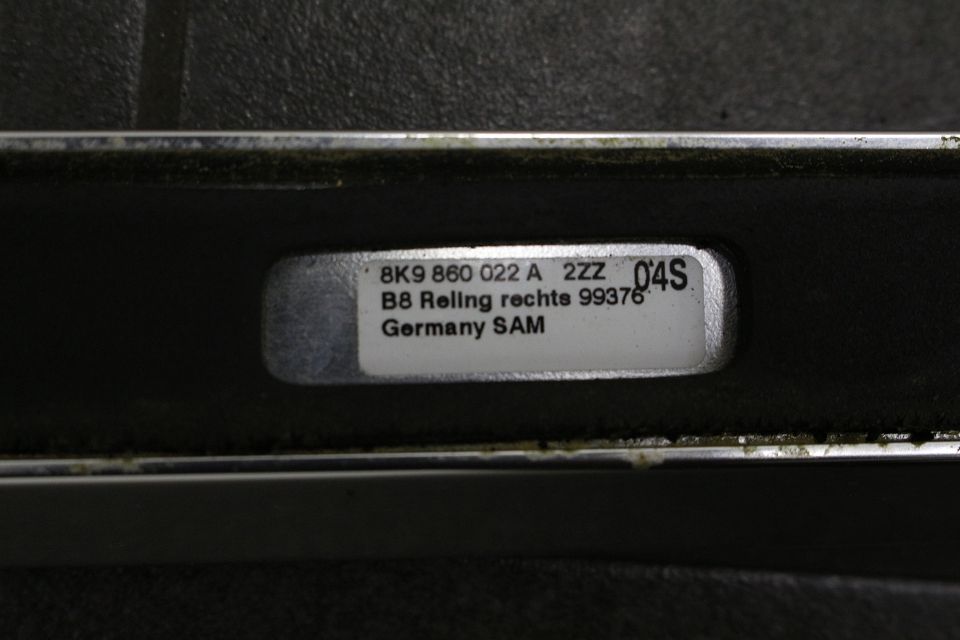 8K9 860 022 A 2ZZ 04S
B8 Reling rechts 99376
Germany SAM